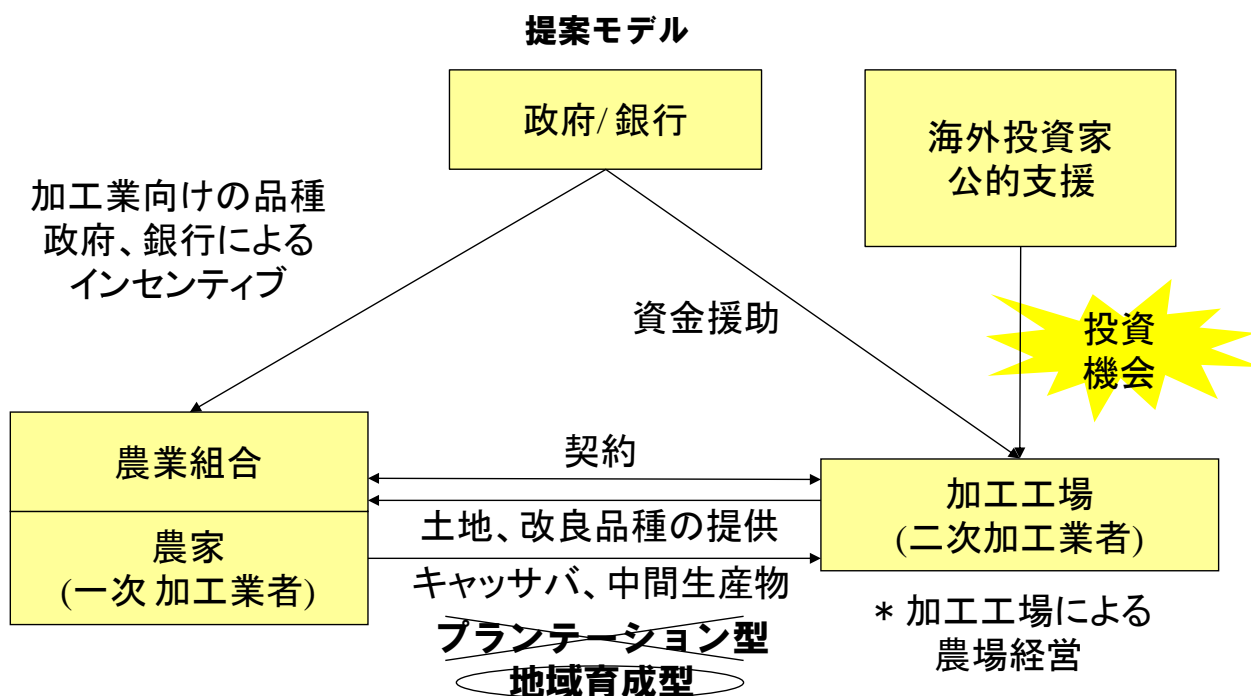 提案モデル
政府/銀行
海外投資家
公的支援
加工業向けの品種
政府、銀行による
インセンティブ
資金援助
投資
機会
農業組合
農家
(一次 加工業者)
契約
土地、改良品種の提供
キャッサバ、中間生産物
プランテーション型
地域育成型
加工工場
(二次加工業者)
* 加工工場による
農場経営